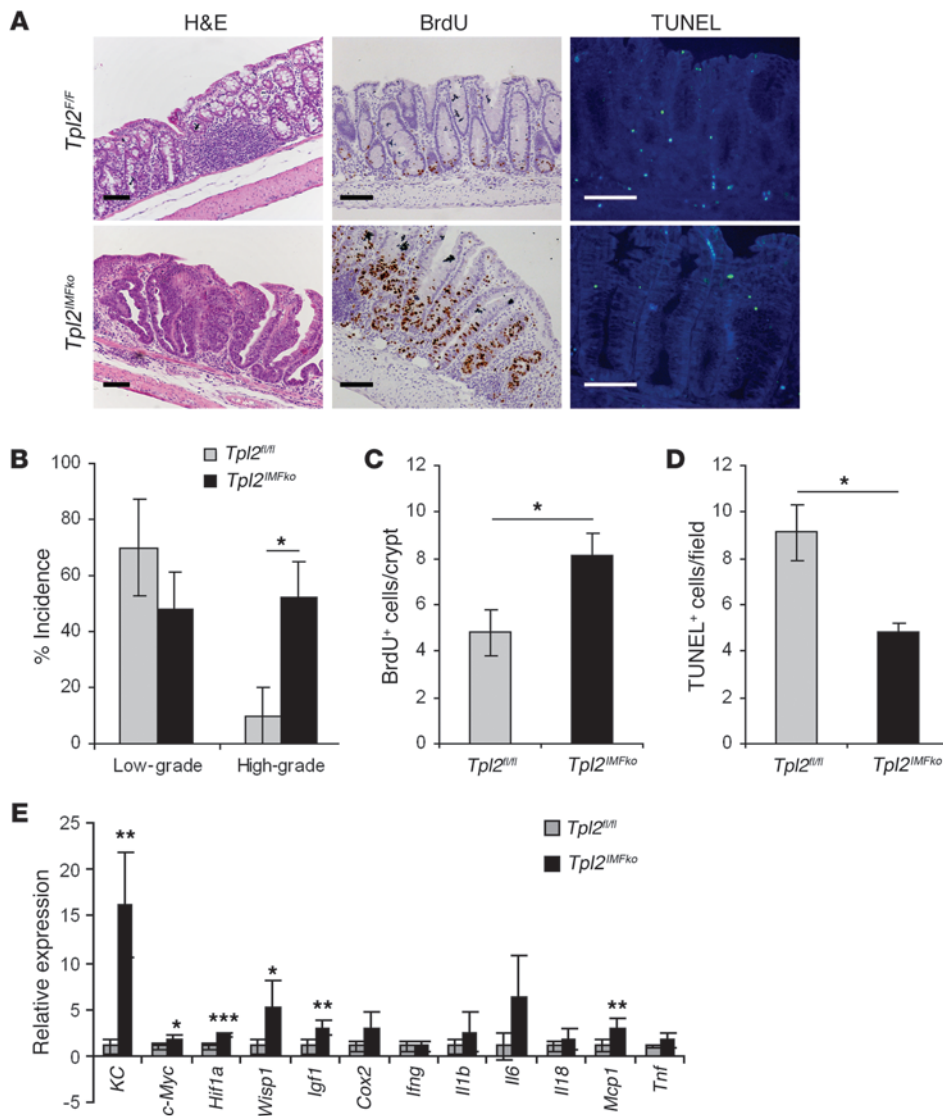 A
H&E BrdU TUNEL
Tpl2F/F
Tpl2IMFko
B
% Incidence
100
80
60
40
20
0
Tpl2fl/fl
Tpl2IMFko
*
Low-grade High-grade
C
BrdU+ cells/crypt
12
10
8
6
4
2
0
*
Tpl2fl/fl Tpl2IMFko
D
TUNEL+ cells/field
12
10
8
6
4
2
0
*
Tpl2fl/fl Tpl2IMFko
E
Relative expression
25
20
15
10
5
0
-5
** * *** * ** **
Tpl2fl/fl
Tpl2IMFko
KC c-Myc Hif1a Wisp1 Igf1 Cox2 Ifng Il1b Il6 Il18 Mcp1 Tnf